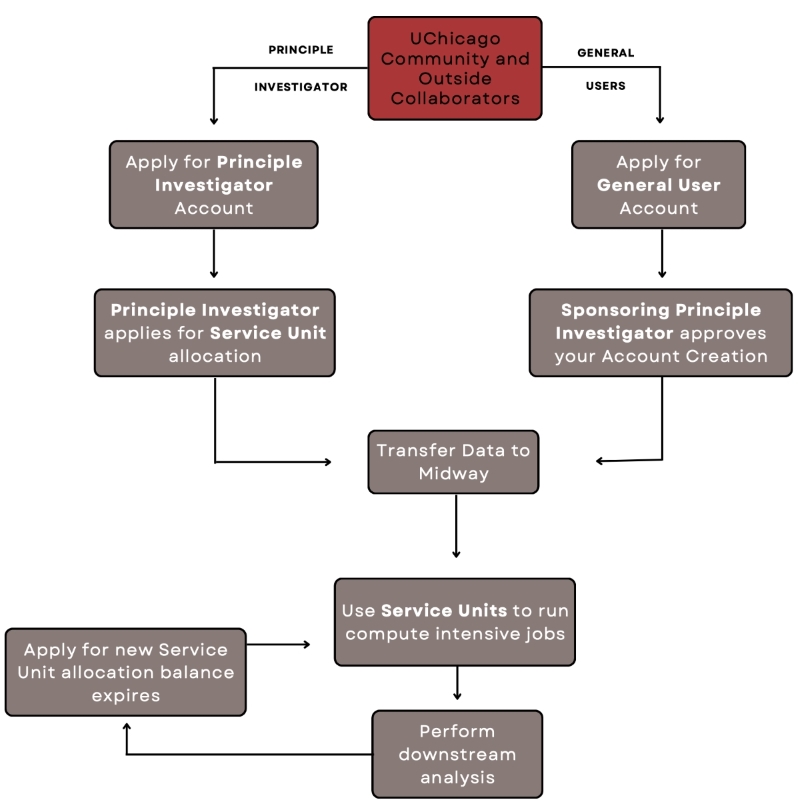 UChicago
Community and
Outside
Collaborators
PRINCIPLE
INVESTIGATOR
GENERAL
USERS
Apply for Principle
Investigator
Account
Apply for
General User
Account
Principle Investigator
applies for Service Unit
allocation
Sponsoring Principle
Investigator approves
your Account Creation
Transfer Data to
Midway
Use Service Units to run
compute intensive jobs
Apply for new Service
Unit allocation balance
expires
Perform
downstream
analysis